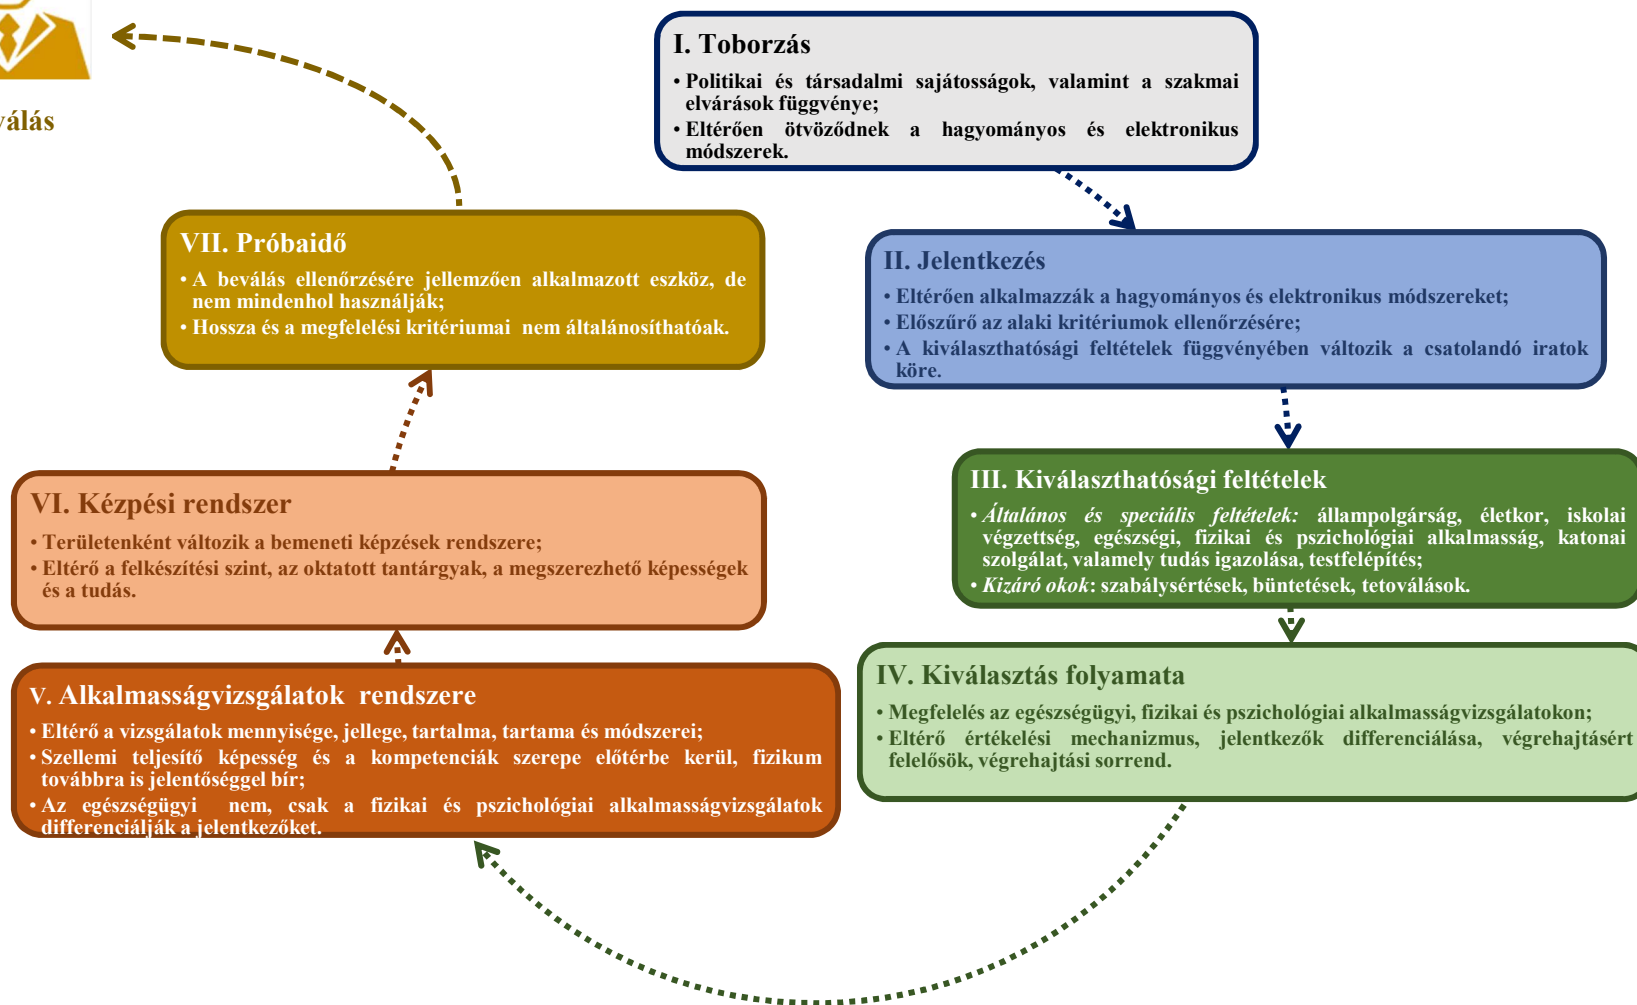 I. Toborzás
• Politikai és társadalmi sajátosságok, valamint a szakmai
elvárások függvénye;
• Eltérően ötvöződnek a hagyományos és elektronikus
módszerek.
II. Jelentkezés
• Eltérően alkalmazzák a hagyományos és elektronikus módszereket;
• Előszűrő az alaki kritériumok ellenőrzésére;
• A kiválaszthatósági feltételek függvényében változik a csatolandó iratok
köre.
III. Kiválaszthatósági feltételek
• Általános és speciális feltételek: állampolgárság, életkor, iskolai
végzettség, egészségi, fizikai és pszichológiai alkalmasság, katonai
szolgálat, valamely tudás igazolása, testfelépítés;
• Kizáró okok: szabálysértések, büntetések, tetoválások.
IV. Kiválasztás folyamata
• Megfelelés az egészségügyi, fizikai és pszichológiai alkalmasságvizsgálatokon;
• Eltérő értékelési mechanizmus, jelentkezők differenciálása, végrehajtásért
felelősök, végrehajtási sorrend.
V. Alkalmasságvizsgálatok rendszere
• Eltérő a vizsgálatok mennyisége, jellege, tartalma, tartama és módszerei;
• Szellemi teljesítő képesség és a kompetenciák szerepe előtérbe kerül, fizikum
továbbra is jelentőséggel bír;
• Az egészségügyi nem, csak a fizikai és pszichológiai alkalmasságvizsgálatok
differenciálják a jelentkezőket.
VI. Kézpési rendszer
• Területenként változik a bemeneti képzések rendszere;
• Eltérő a felkészítési szint, az oktatott tantárgyak, a megszerezhető képességek
és a tudás.
VII. Próbaidő
• A beválás ellenőrzésére jellemzően alkalmazott eszköz, de
nem mindenhol használják;
• Hossza és a megfelelési kritériumai nem általánosíthatóak.
válás